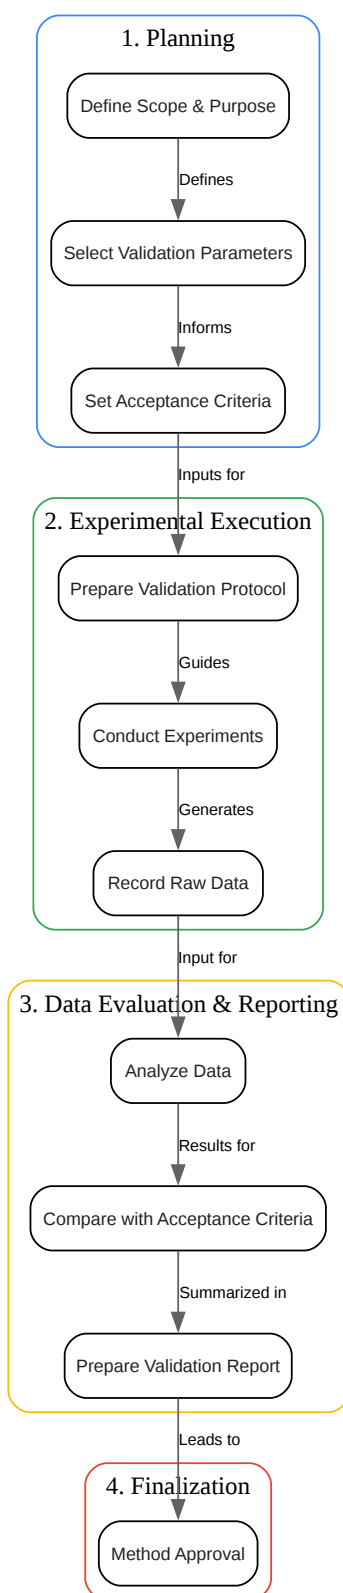 1. Planning
Define Scope & Purpose
Defines
Select Validation Parameters
Informs
Set Acceptance Criteria
Inputs for
2. Experimental Execution
Prepare Validation Protocol
Guides
Conduct Experiments
Generates
Record Raw Data
Input for
3. Data Evaluation & Reporting
Analyze Data
Results for
Compare with Acceptance Criteria
Summarized in
Prepare Validation Report
Leads to
4. Finalization
Method Approval